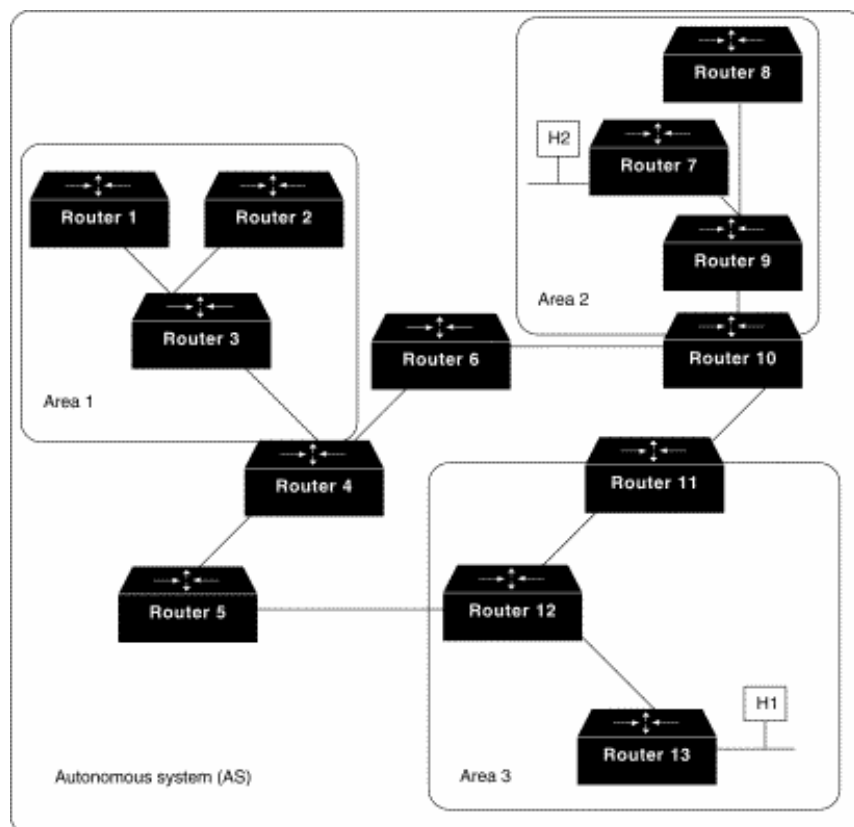 Router 8
H2
Router 7
Router 1
Router 2
Router 9
Area 2
Router 3
Router 6
Router 10
Area 1
Router 4
Router 11
Router 5
Router 12
H1
Router 13
Autonomous system (AS)
Area 3